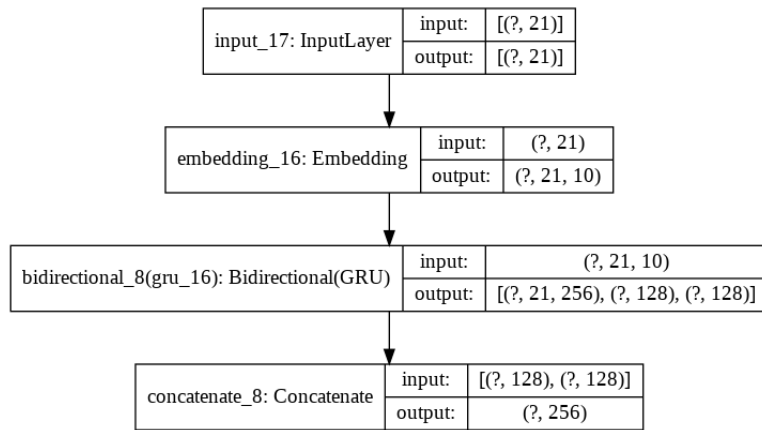 input_17: InputLayer
input: [(?, 21)]
output: [(?, 21)]
embedding_16: Embedding
input: (?, 21)
output: (?, 21, 10)
bidirectional_8(gru_16): Bidirectional(GRU)
input: (?, 21, 10)
output: [(?, 21, 256), (?, 128), (?, 128)]
concatenate_8: Concatenate
input: [(?, 128), (?, 128)]
output: (?, 256)